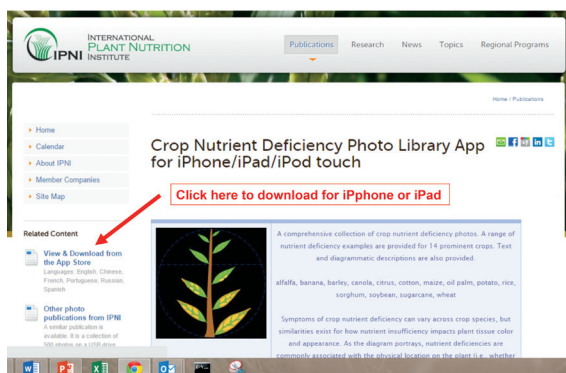 INTERNATIONAL
PLANT NUTRITION
IPNI INSTITUTE
Publications Research News Topics Regional Programs
Home / Publications
Home
Calendar
About IPNI
Member Companies
Site Map
Crop Nutrient Deficiency Photo Library App
for iPhone/iPad/iPod touch
Click here to download for iPphone or iPad
Related Content
View & Download from
the App Store
Languages: English, Chinese,
French, Portuguese, Russian,
Spanish
Other photo
publications from IPNI
A similar publication is
available. It is a collection of
500 photos on a USB drive
A comprehensive collection of crop nutrient deficiency photos. A range of
nutrient deficiency examples are provided for 14 prominent crops. Text
and diagrammatic descriptions are also provided.
alfalfa, banana, barley, canola, citrus, cotton, maize, oil palm, potato, rice,
sorghum, soybean, sugarcane, wheat
Symptoms of crop nutrient deficiency can vary across crop species, but
similarities exist for how nutrient insufficiency impacts plant tissue color
and appearance. As the diagram portrays, nutrient deficiencies are
commonly associated with the physical location on the plant (i.e., whether